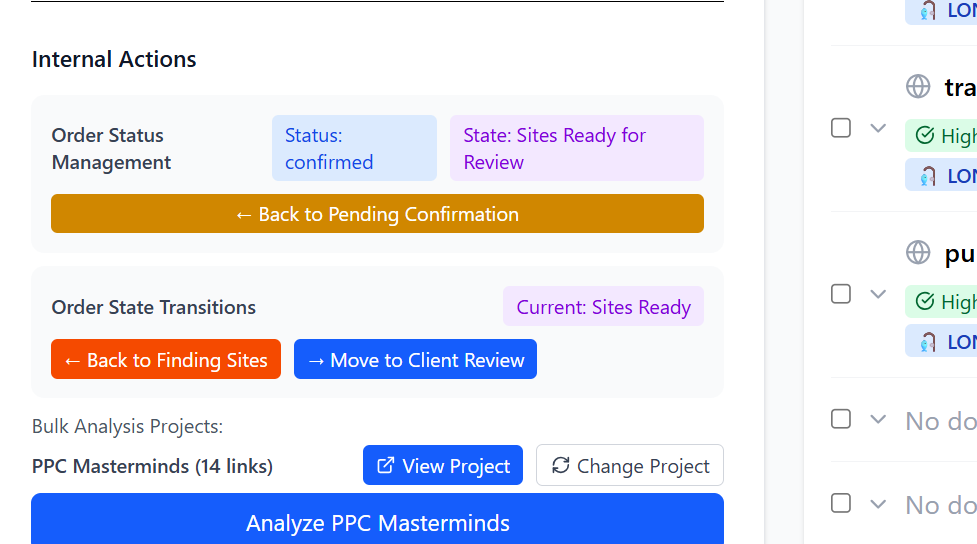 Internal Actions
Order Status
Management
Status:
confirmed
State: Sites Ready for
Review
← Back to Pending Confirmation
Order State Transitions
Current: Sites Ready
← Back to Finding Sites
→ Move to Client Review
Bulk Analysis Projects:
PPC Masterminds (14 links)
View Project
Change Project
Analyze PPC Masterminds
LON
tra
High
LON
pu
High
LON
No do
No do